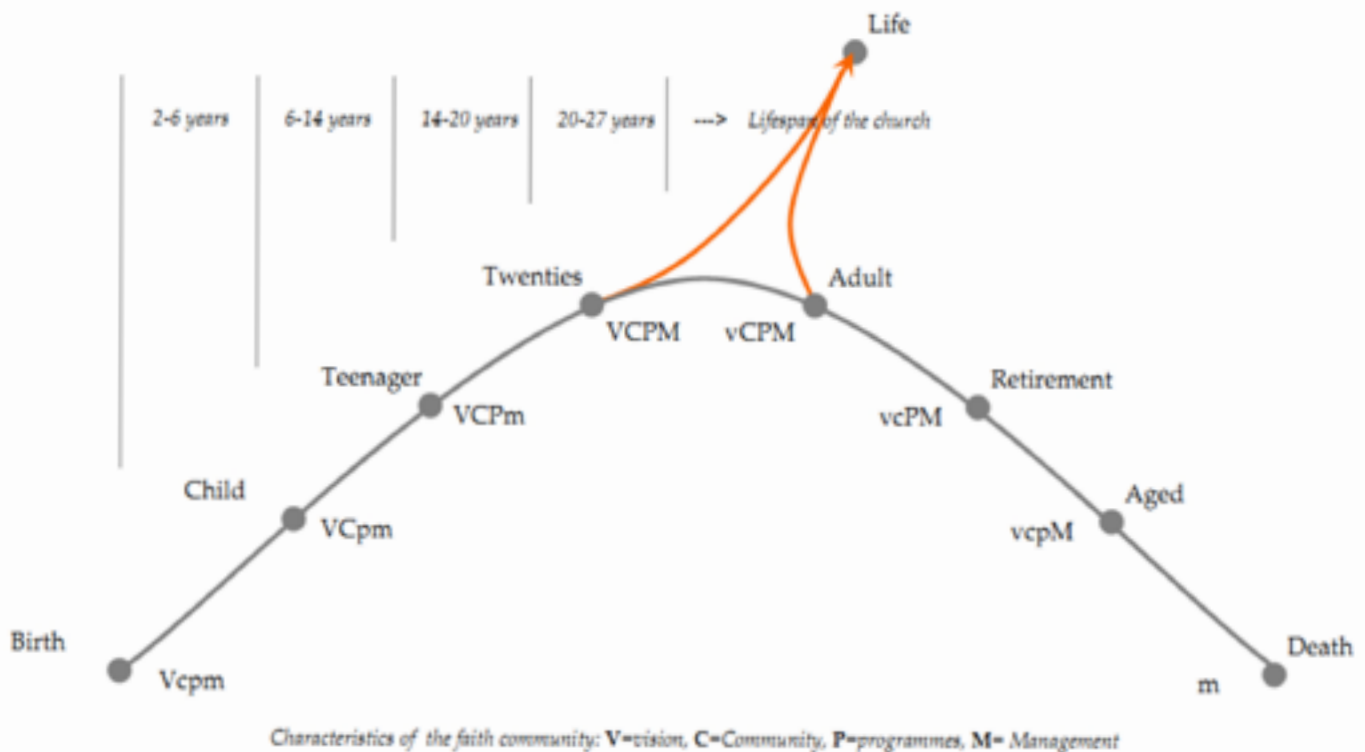 Life
2-6 years 6-14 years 14-20 years 20-27 years ---> Lifespan of the church
Twenties Adult
VCPM vCPM
Teenager Retirement
VCPm vcPM
Child Aged
VCpm vcpM
Birth Death
Vcpm m
Characteristics of the faith community: V=vision, C=Community, P=programmes, M= Management